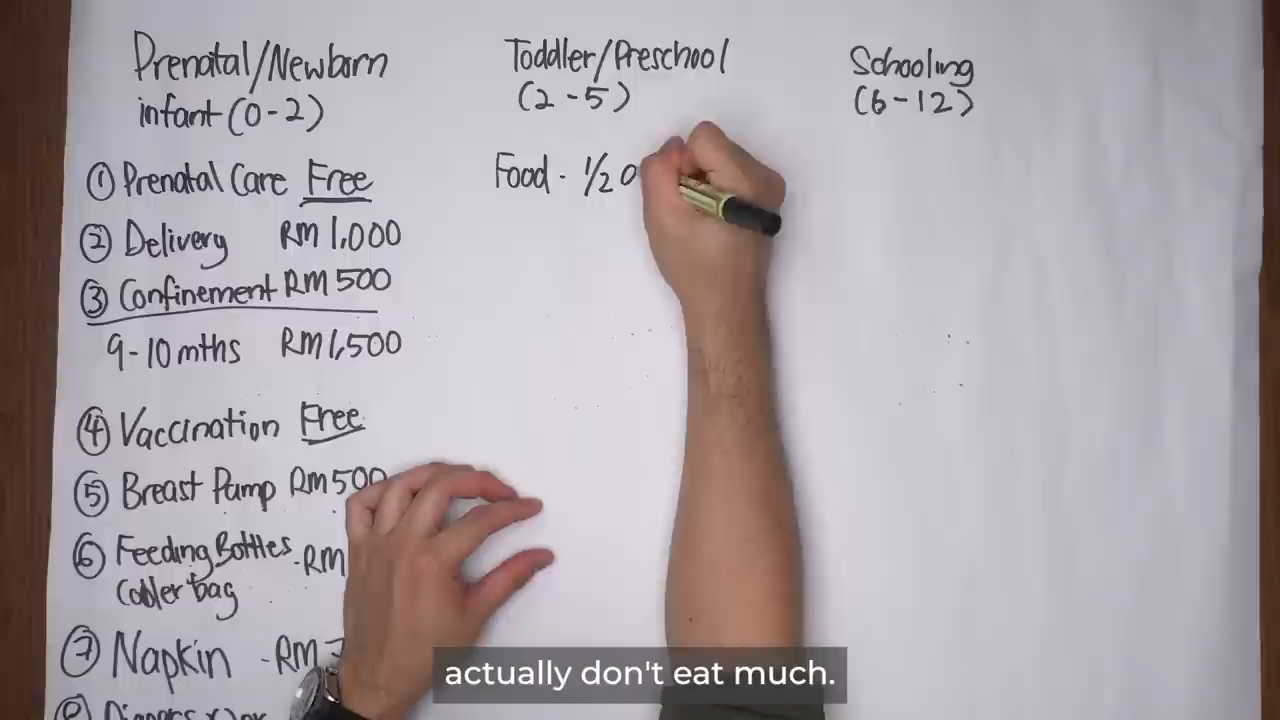 Prenatal/Newborn
infant (0-2)
① Prenatal Care Free
② Delivery RM 1,000
③ Confinement RM 500
9-10 mths RM 1,500
④ Vaccination Free
⑤ Breast Pump RM 500
⑥ Feeding Bottles - RM
Cooler bag
⑦ Napkin - RM
Toddler/Preschool
(2-5)
Food - 1/2 o
Schooling
(6-12)
actually don't eat much.